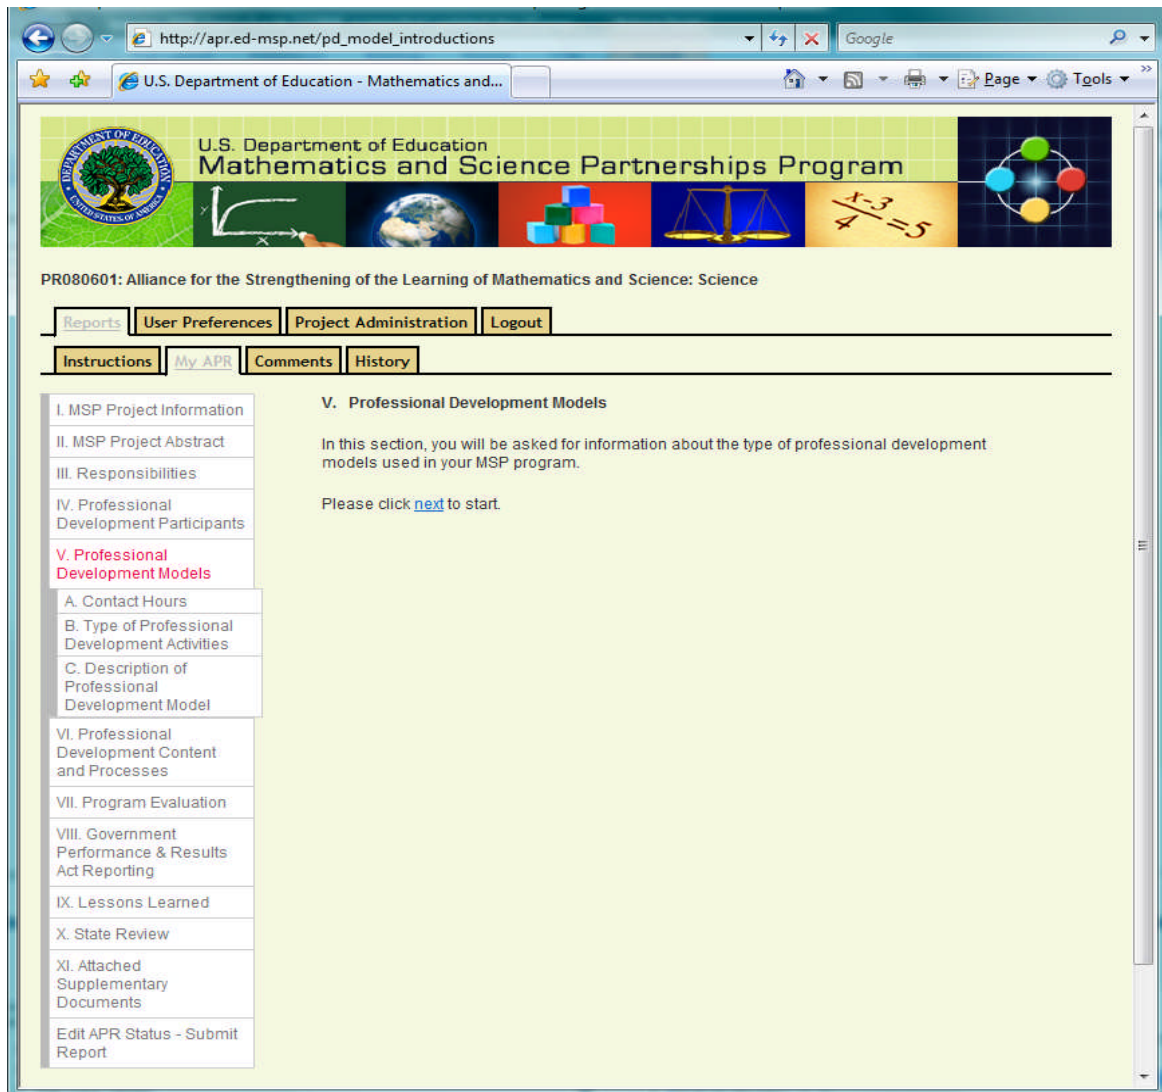 http://apr.ed-msp.net/pd_model_introductions
Google
U.S. Department of Education - Mathematics and...
Page
Tools
DEPARTMENT OF EDUCATION
UNITED STATES OF AMERICA
U.S. Department of Education
Mathematics and Science Partnerships Program
y
x
x-3
4
=5
PR080601: Alliance for the Strengthening of the Learning of Mathematics and Science: Science
Reports User Preferences Project Administration Logout
Instructions My APR Comments History
I. MSP Project Information
II. MSP Project Abstract
III. Responsibilities
IV. Professional
Development Participants
V. Professional
Development Models
A. Contact Hours
B. Type of Professional
Development Activities
C. Description of
Professional
Development Model
VI. Professional
Development Content
and Processes
VII. Program Evaluation
VIII. Government
Performance & Results
Act Reporting
IX. Lessons Learned
X. State Review
XI. Attached
Supplementary
Documents
Edit APR Status - Submit
Report
V. Professional Development Models
In this section, you will be asked for information about the type of professional development
models used in your MSP program.
Please click next to start.